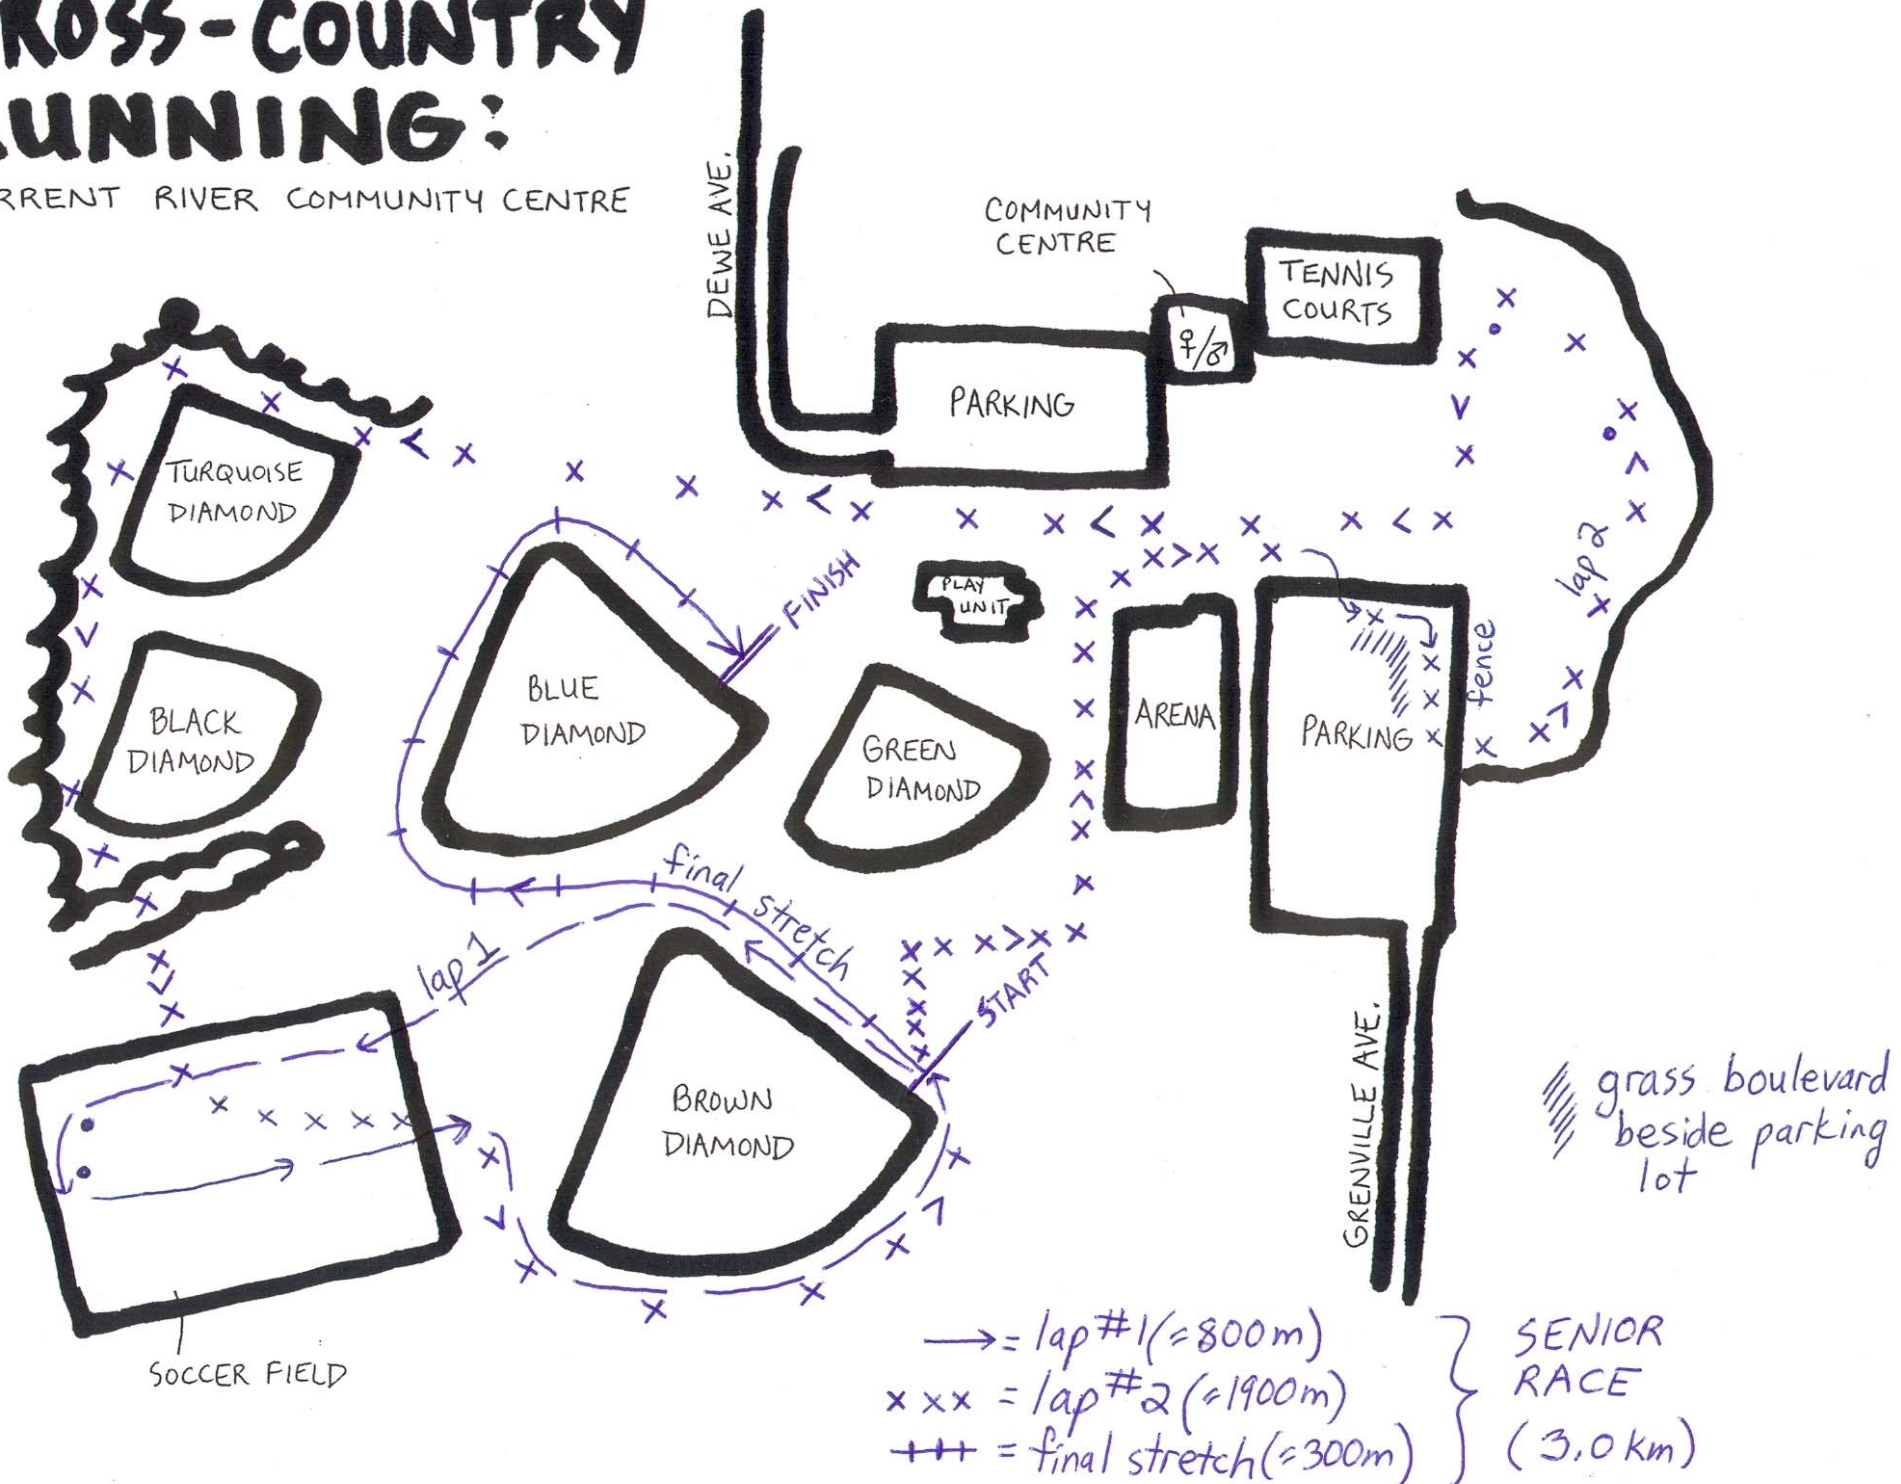 ROSS-COUNTRY
UNNING:
RRENT RIVER COMMUNITY CENTRE
DEWE AVE.
COMMUNITY
CENTRE
♀/♂
TENNIS
COURTS
PARKING
TURQUOISE
DIAMOND
BLACK
DIAMOND
BLUE
DIAMOND
FINISH
PLAY
UNIT
GREEN
DIAMOND
ARENA
PARKING
fence
lap 2
final stretch
lap 1
START
BROWN
DIAMOND
SOCCER FIELD
GRENVILLE AVE.
grass boulevard
beside parking
lot
→ = lap #1 (≈800m)
x x x = lap #2 (≈1900m)
+++ = final stretch (≈300m)
} SENIOR
RACE
(3.0 km)